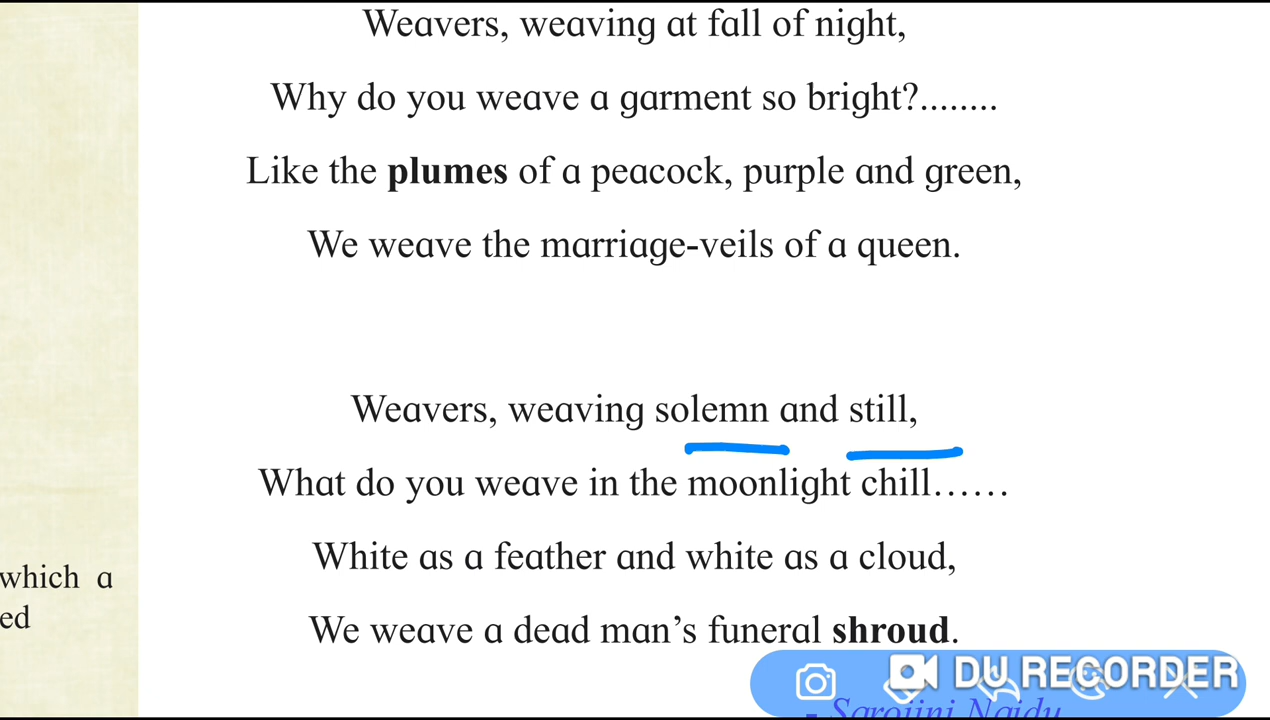 Weavers, weaving at fall of night,
Why do you weave a garment so bright?........
Like the plumes of a peacock, purple and green,
We weave the marriage-veils of a queen.
Weavers, weaving solemn and still,
What do you weave in the moonlight chill......
White as a feather and white as a cloud,
which a
ed
We weave a dead man's funeral shroud.
DU RECORDER
- Sarojini Naidu